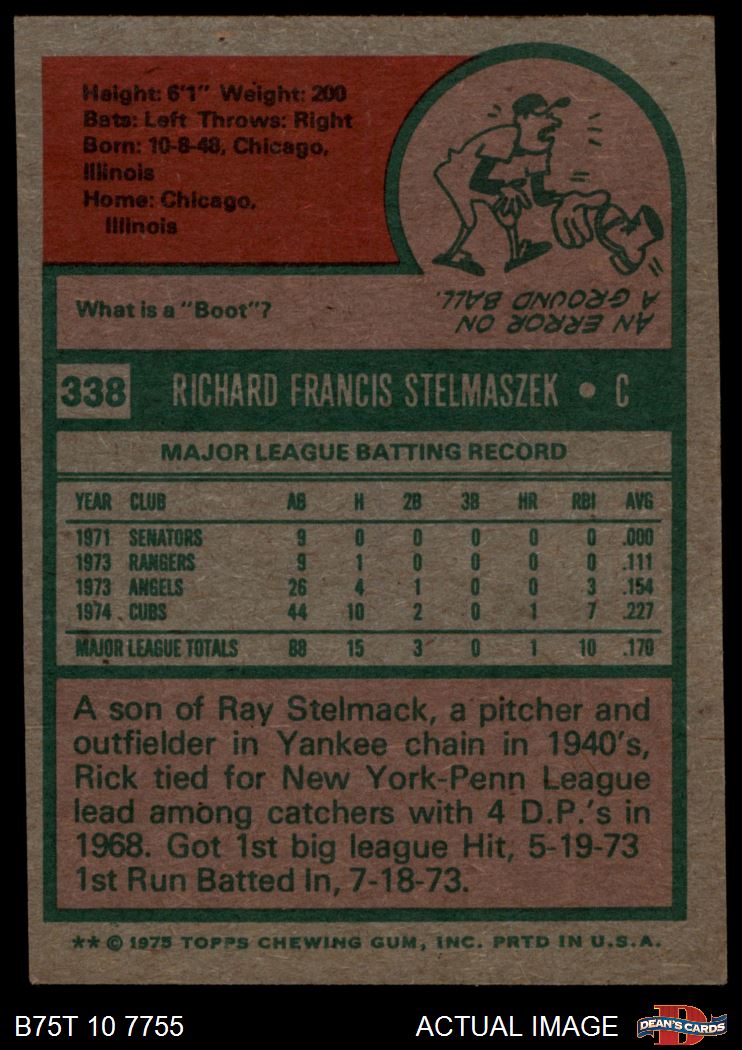 Height: 6'1" Weight: 200
Bats: Left Throws: Right
Born: 10-8-48, Chicago,
Illinois
Home: Chicago,
Illinois
What is a "Boot"?
AN ERROR ON
A GROUND BALL.
338 RICHARD FRANCIS STELMASZEK • C
MAJOR LEAGUE BATTING RECORD
YEAR CLUB AB H 2B 3B HR RBI AVG
1971 SENATORS 9 0 0 0 0 0 .000
1973 RANGERS 9 1 0 0 0 0 .111
1973 ANGELS 26 4 1 0 0 3 .154
1974 CUBS 44 10 2 0 1 7 .227
MAJOR LEAGUE TOTALS 88 15 3 0 1 10 .170
A son of Ray Stelmack, a pitcher and
outfielder in Yankee chain in 1940's,
Rick tied for New York-Penn League
lead among catchers with 4 D.P.'s in
1968. Got 1st big league Hit, 5-19-73
1st Run Batted In, 7-18-73.
** © 1975 TOPPS CHEWING GUM, INC. PRTD IN U.S.A.
B75T 10 7755 ACTUAL IMAGE D DEAN'S CARDS